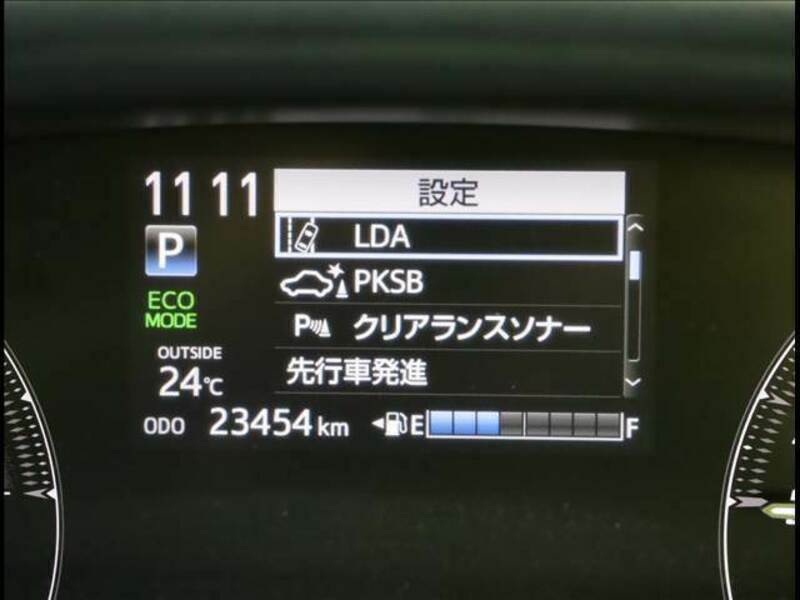 11 11
設定
LDA
P
PKSB
ECO MODE
P クリアランスソナー
OUTSIDE
24℃
先行車発進
ODO 23454 km
E F